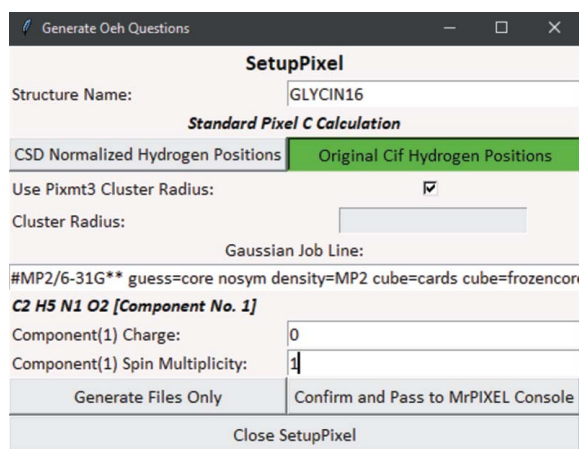 Generate Oeh Questions
SetupPixel
Structure Name: GLYCIN16
Standard Pixel C Calculation
CSD Normalized Hydrogen Positions Original Cif Hydrogen Positions
Use Pixmt3 Cluster Radius:
Cluster Radius:
Gaussian Job Line:
#MP2/6-31G** guess=core nosym density=MP2 cube=cards cube=frozencore
C2 H5 N1 O2 [Component No. 1]
Component(1) Charge: 0
Component(1) Spin Multiplicity: 1
Generate Files Only Confirm and Pass to MrPIXEL Console
Close SetupPixel